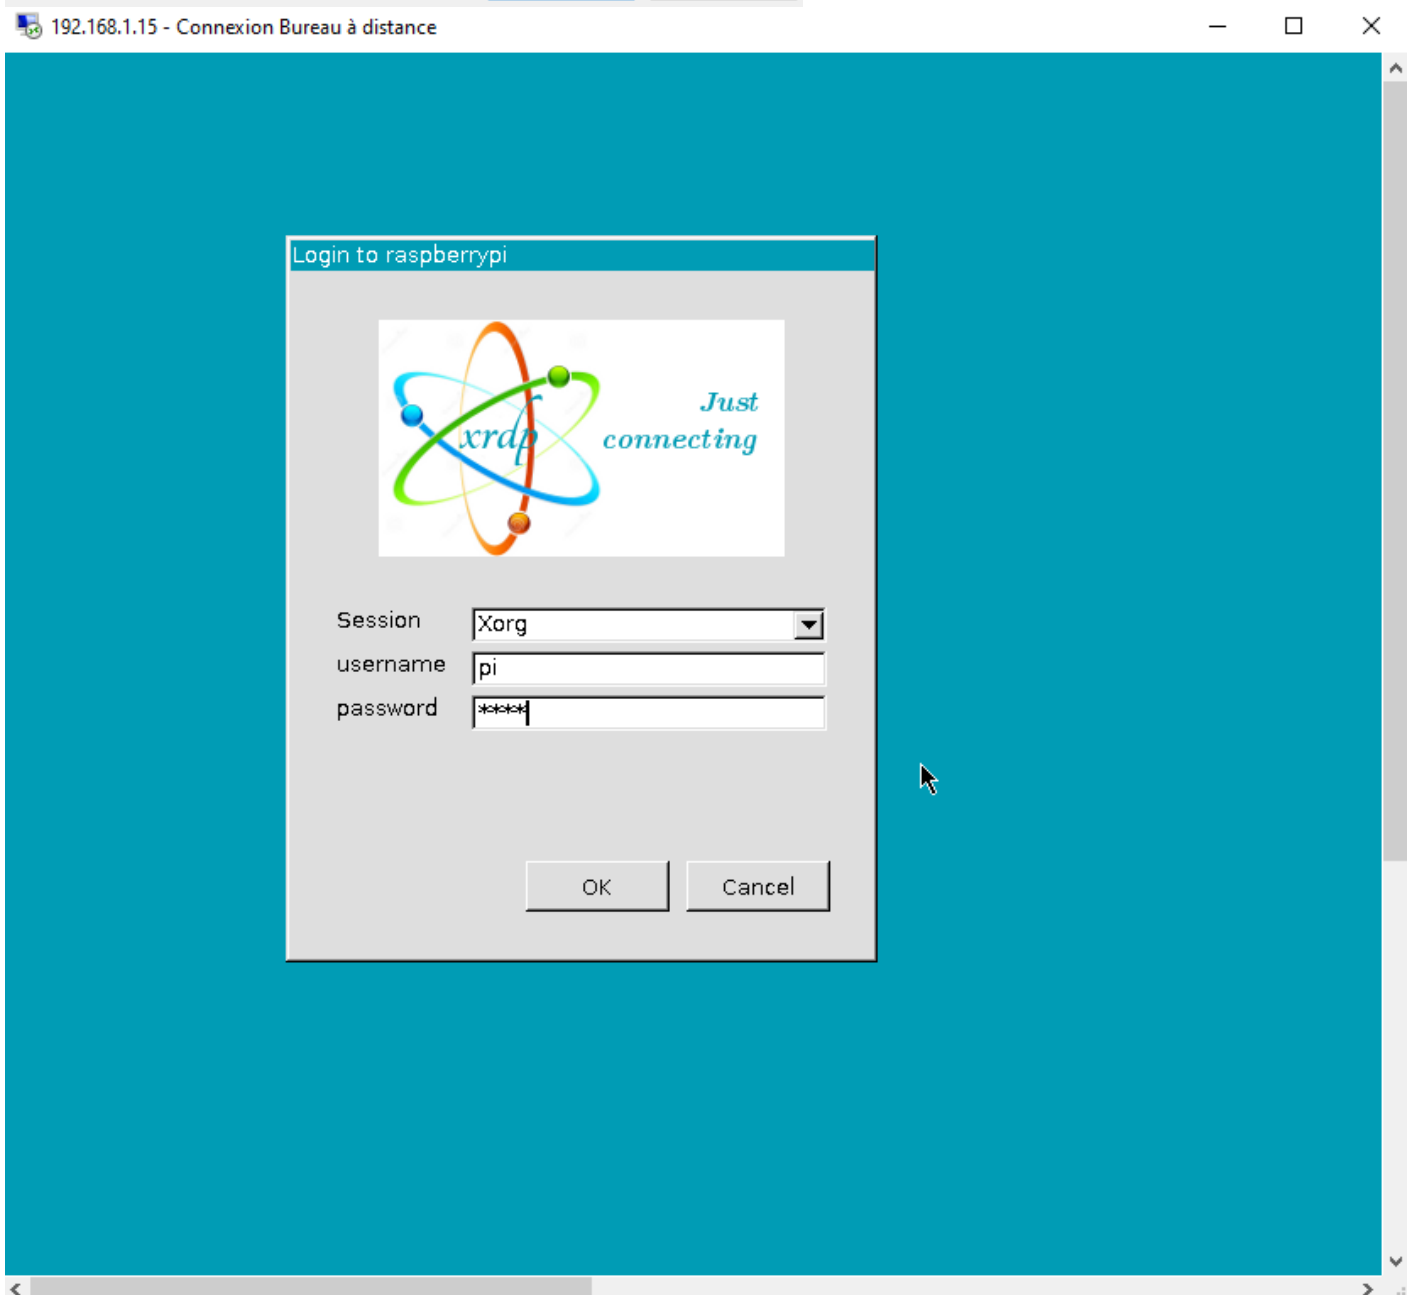 192.168.1.15 - Connexion Bureau à distance
Login to raspberrypi
xrdp
Just
connecting
Session Xorg
username pi
password ****
OK Cancel